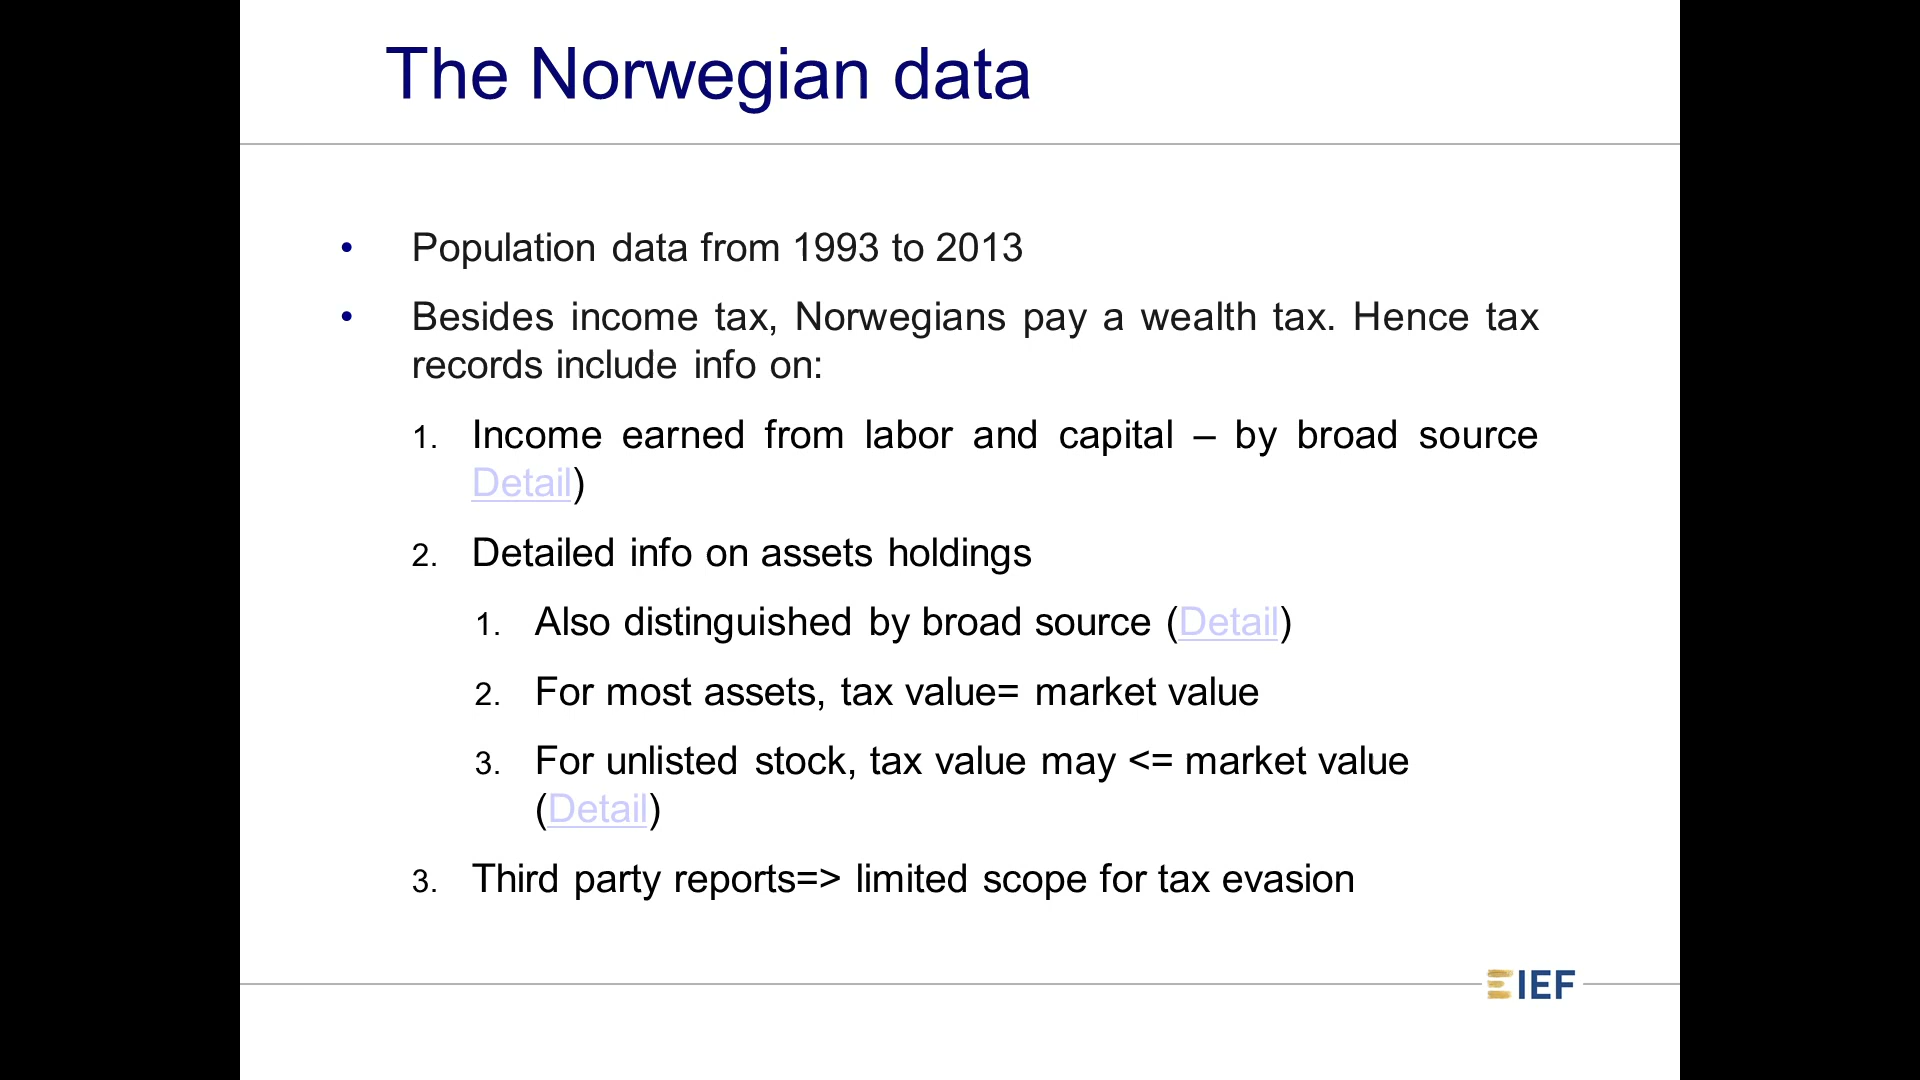 The Norwegian data
• Population data from 1993 to 2013
• Besides income tax, Norwegians pay a wealth tax. Hence tax
records include info on:
1. Income earned from labor and capital – by broad source
Detail)
2. Detailed info on assets holdings
1. Also distinguished by broad source (Detail)
2. For most assets, tax value= market value
3. For unlisted stock, tax value may <= market value
(Detail)
3. Third party reports=> limited scope for tax evasion
EIEF